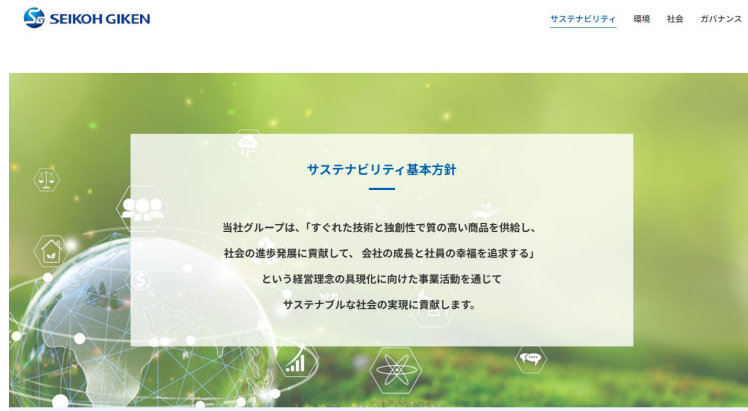 SG SEIKOH GIKEN
サステナビリティ 環境 社会 ガバナンス
サステナビリティ基本方針
当社グループは、「すぐれた技術と独創性で質の高い商品を供給し、
社会の進歩発展に貢献して、 会社の成長と社員の幸福を追求する」
という経営理念の具現化に向けた事業活動を通じて
サステナブルな社会の実現に貢献します。